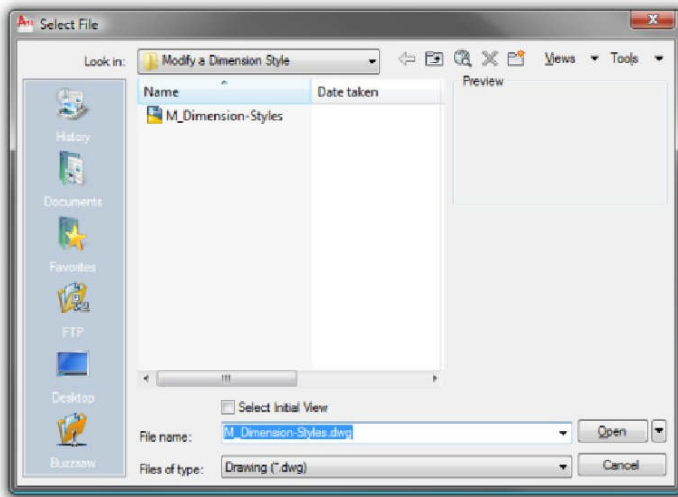 Select File
Look in: Modify a Dimension Style Views Tools
Name Date taken Preview
M_Dimension-Styles
History
Documents
Favorites
FTP
Desktop
Buzzsaw
Select Initial View
File name: M_Dimension-Styles.dwg Open
Files of type: Drawing (*.dwg) Cancel